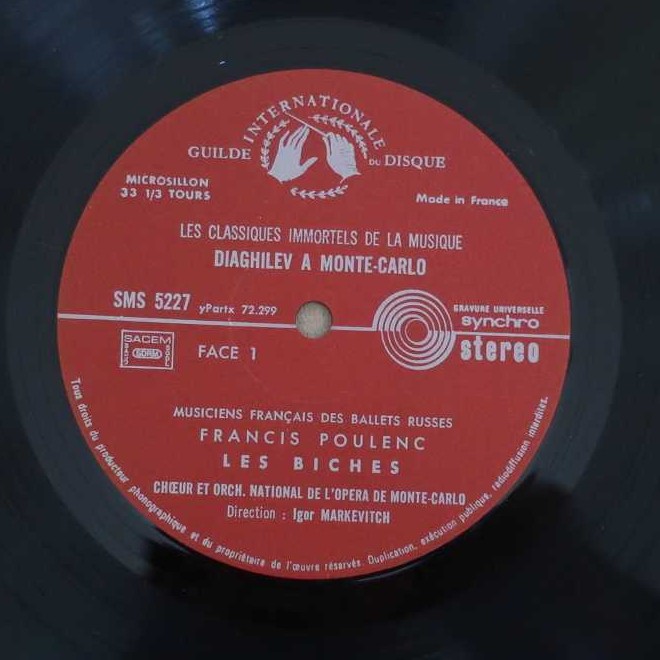 GUILDE INTERNATIONALE DU DISQUE
MICROSILLON
33 1/3 TOURS
Made in France
LES CLASSIQUES IMMORTELS DE LA MUSIQUE
DIAGHILEV A MONTE-CARLO
SMS 5227 yPartx 72.299
GRAVURE UNIVERSELLE
synchro
stereo
SACEM
FACE 1
MUSICIENS FRANÇAIS DES BALLETS RUSSES
FRANCIS POULENC
LES BICHES
CHŒUR ET ORCH. NATIONAL DE L'OPERA DE MONTE-CARLO
Direction : Igor MARKEVITCH
Tous droits du producteur phonographique et du propriétaire de l'œuvre réservés. Duplication, exécution publique, radiodiffusion interdites.